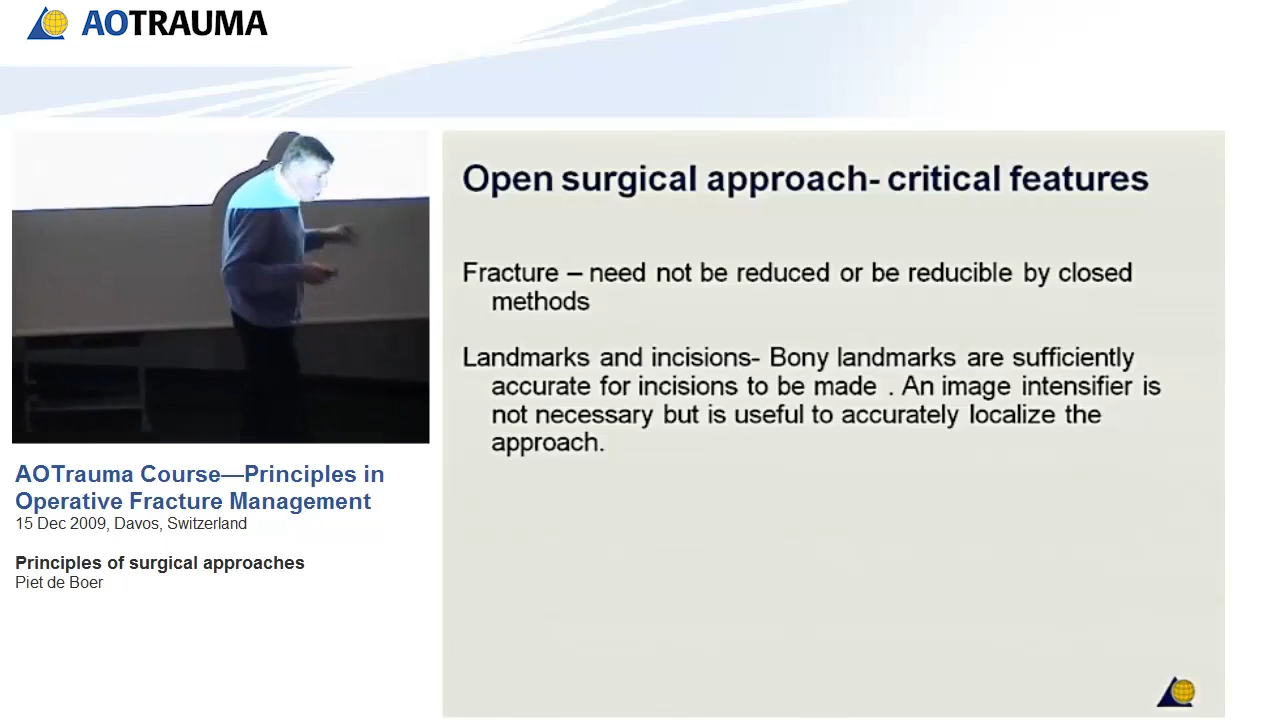 AOTRAUMA
Open surgical approach- critical features
Fracture – need not be reduced or be reducible by closed
methods
Landmarks and incisions- Bony landmarks are sufficiently
accurate for incisions to be made . An image intensifier is
not necessary but is useful to accurately localize the
approach.
AOTrauma Course—Principles in
Operative Fracture Management
15 Dec 2009, Davos, Switzerland
Principles of surgical approaches
Piet de Boer